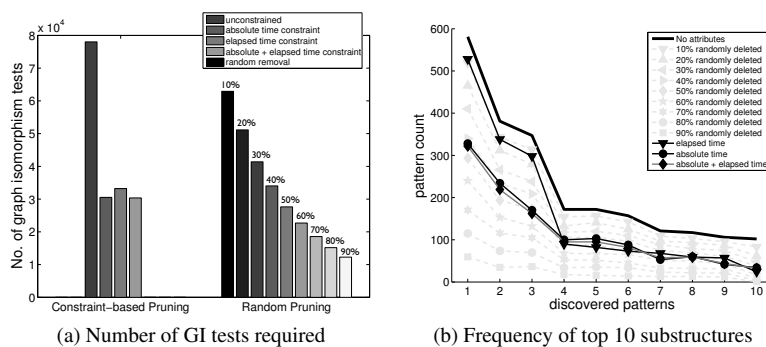 x 10⁴
8
7
6
5
4
3
2
1
0
No. of graph isomorphism tests
unconstrained
absolute time constraint
elapsed time constraint
absolute + elapsed time constraint
random removal
10%
20%
30%
40%
50%
60%
70%
80%
90%
Constraint-based Pruning
Random Pruning
(a) Number of GI tests required
600
500
400
300
200
100
0
pattern count
No attributes
10% randomly deleted
20% randomly deleted
30% randomly deleted
40% randomly deleted
50% randomly deleted
60% randomly deleted
70% randomly deleted
80% randomly deleted
90% randomly deleted
elapsed time
absolute time
absolute + elapsed time
1 2 3 4 5 6 7 8 9 10
discovered patterns
(b) Frequency of top 10 substructures